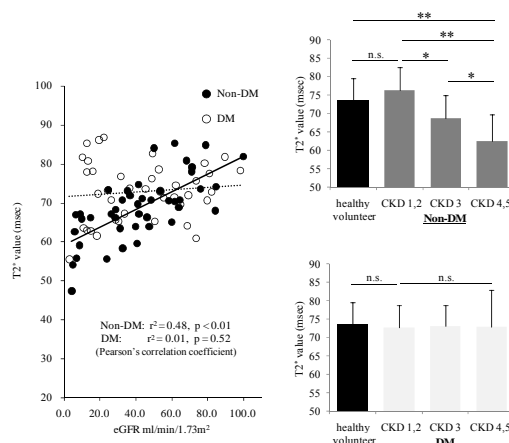 T2* value (msec)
100
90
80
70
60
50
40
30
20
Non-DM
DM
Non-DM: r²=0.48, p <0.01
DM: r²=0.01, p = 0.52
(Pearson's correlation coefficient)
0.0 20.0 40.0 60.0 80.0 100.0
eGFR ml/min/1.73m²
**
**
n.s. *
*
T2* value (msec)
90
85
80
75
70
65
60
55
50
healthy volunteer CKD 1,2 CKD 3 CKD 4,5
Non-DM
n.s. n.s.
T2* value (msec)
90
85
80
75
70
65
60
55
50
healthy volunteer CKD 1,2 CKD 3 CKD 4,5
DM